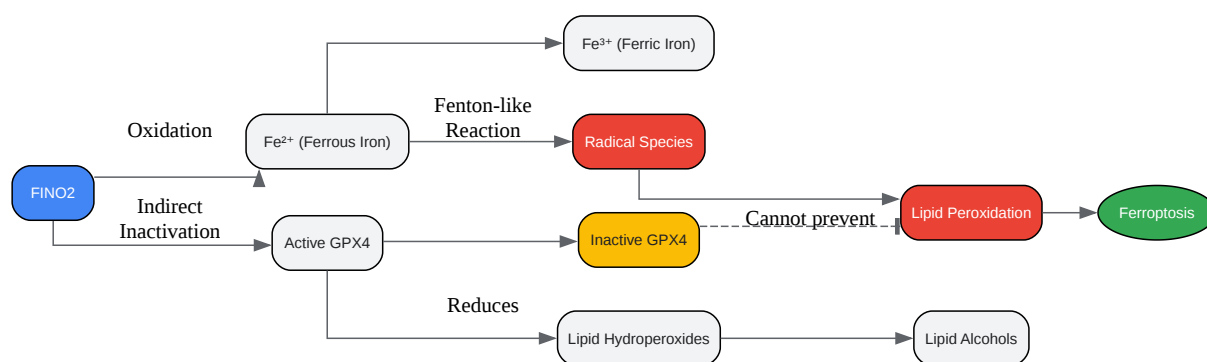 Fe³⁺ (Ferric Iron)
Fenton-like
Reaction
Oxidation
Fe²⁺ (Ferrous Iron)
Radical Species
FINO2
Indirect
Inactivation
Lipid Peroxidation
Ferroptosis
Cannot prevent
Active GPX4
Inactive GPX4
Reduces
Lipid Hydroperoxides
Lipid Alcohols